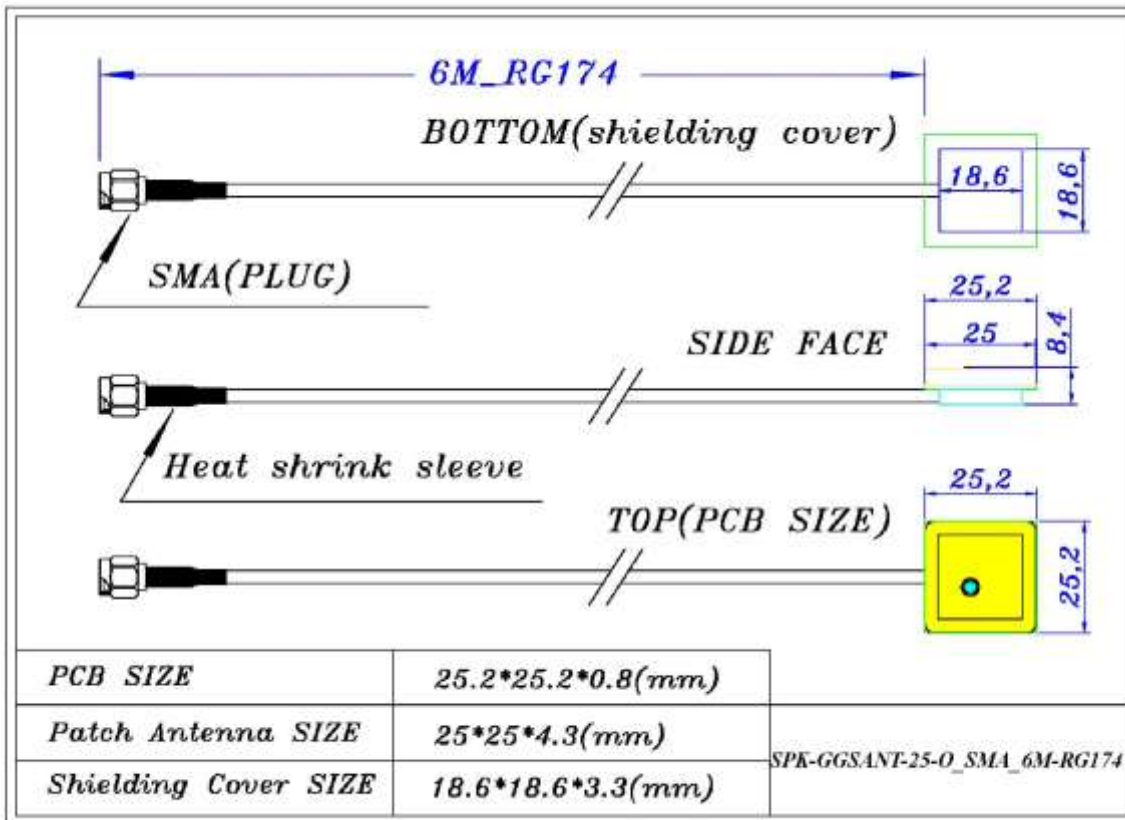 6M_RG174
BOTTOM(shielding cover)
18,6
18,6
SMA(PLUG)
25,2
25
8,4
SIDE FACE
Heat shrink sleeve
25,2
TOP(PCB SIZE)
25,2
PCB SIZE 25.2*25.2*0.8(mm)
Patch Antenna SIZE 25*25*4.3(mm)
SPK-GGSANT-25-O_SMA_6M-RG174
Shielding Cover SIZE 18.6*18.6*3.3(mm)